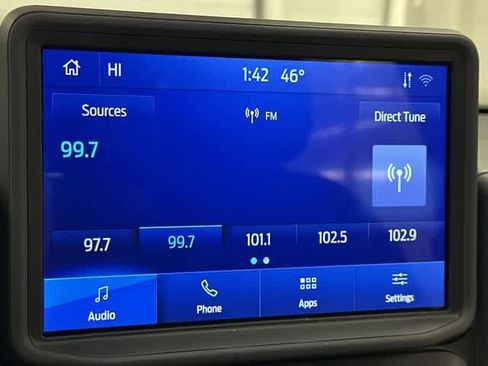 HI 1:42 46°
Sources FM Direct Tune
99.7
97.7 99.7 101.1 102.5 102.9
Audio Phone Apps Settings